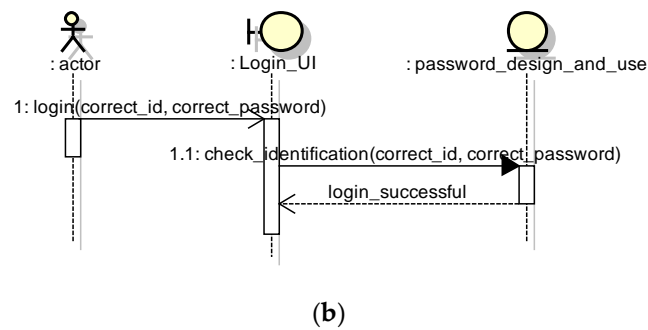 : actor
: Login_UI
: password_design_and_use
1: login(correct_id, correct_password)
1.1: check_identification(correct_id, correct_password)
login_successful
(b)